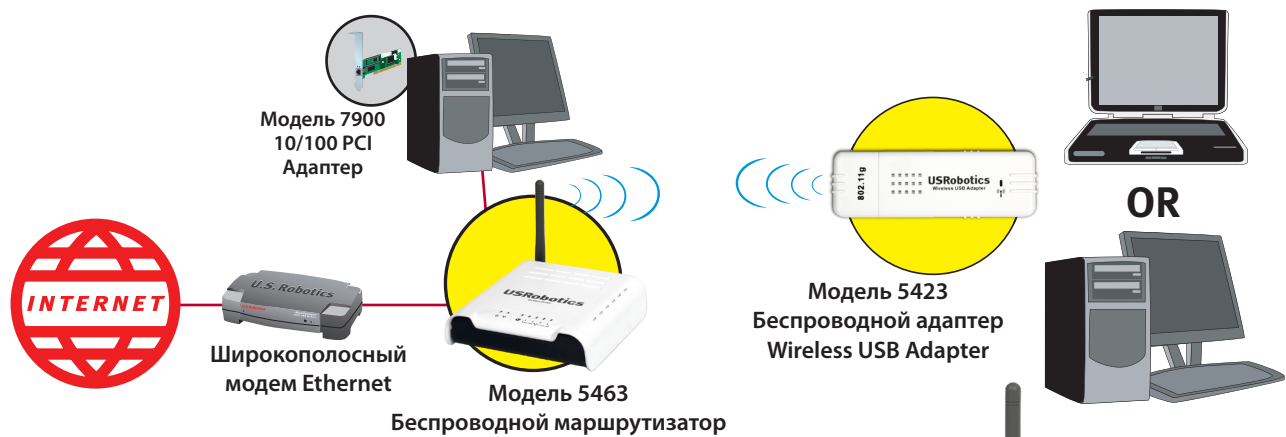 Модель 7900
10/100 PCI
Адаптер
INTERNET
U.S. Robotics
Широкополосный
модем Ethernet
USRobotics
Модель 5463
Беспроводной маршрутизатор
802.11g
USRobotics
Wireless USB Adapter
Модель 5423
Беспроводной адаптер
Wireless USB Adapter
OR